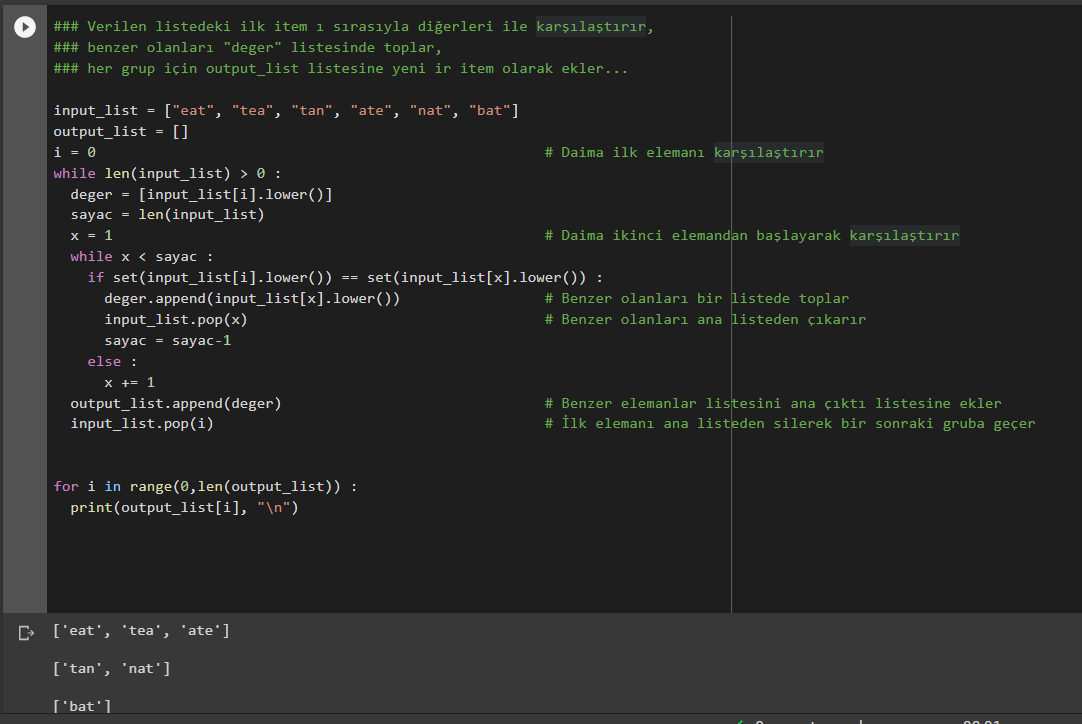 ### Verilen listedeki ilk item ı sırasıyla diğerleri ile karşılaştırır,
### benzer olanları "deger" listesinde toplar,
### her grup için output_list listesine yeni ir item olarak ekler...
input_list = ["eat", "tea", "tan", "ate", "nat", "bat"]
output_list = []
i = 0 # Daima ilk elemanı karşılaştırır
while len(input_list) > 0 :
  deger = [input_list[i].lower()]
  sayac = len(input_list)
  x = 1 # Daima ikinci elemandan başlayarak karşılaştırır
  while x < sayac :
    if set(input_list[i].lower()) == set(input_list[x].lower()) :
      deger.append(input_list[x].lower()) # Benzer olanları bir listede toplar
      input_list.pop(x) # Benzer olanları ana listeden çıkarır
      sayac = sayac-1
    else :
      x += 1
  output_list.append(deger) # Benzer elemanlar listesini ana çıktı listesine ekler
  input_list.pop(i) # İlk elemanı ana listeden silerek bir sonraki gruba geçer
for i in range(0,len(output_list)) :
  print(output_list[i], "\n")
['eat', 'tea', 'ate']
['tan', 'nat']
['bat']